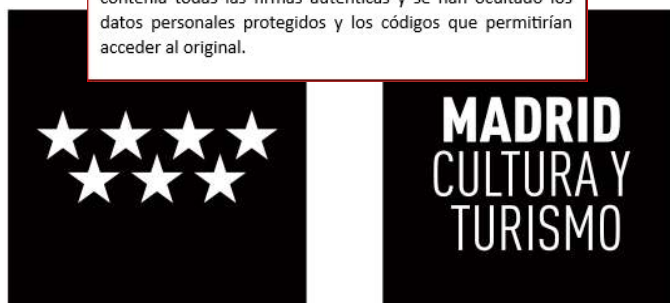 contenía todas las firmas auténticas y se han ocultado los
datos personales protegidos y los códigos que permitirían
acceder al original.
MADRID
CULTURA Y
TURISMO